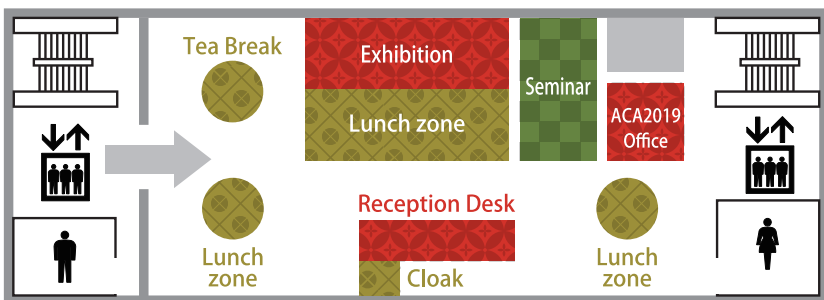 Tea Break
Exhibition
Lunch zone
Seminar
ACA2019
Office
Reception Desk
Lunch
zone
Cloak
Lunch
zone